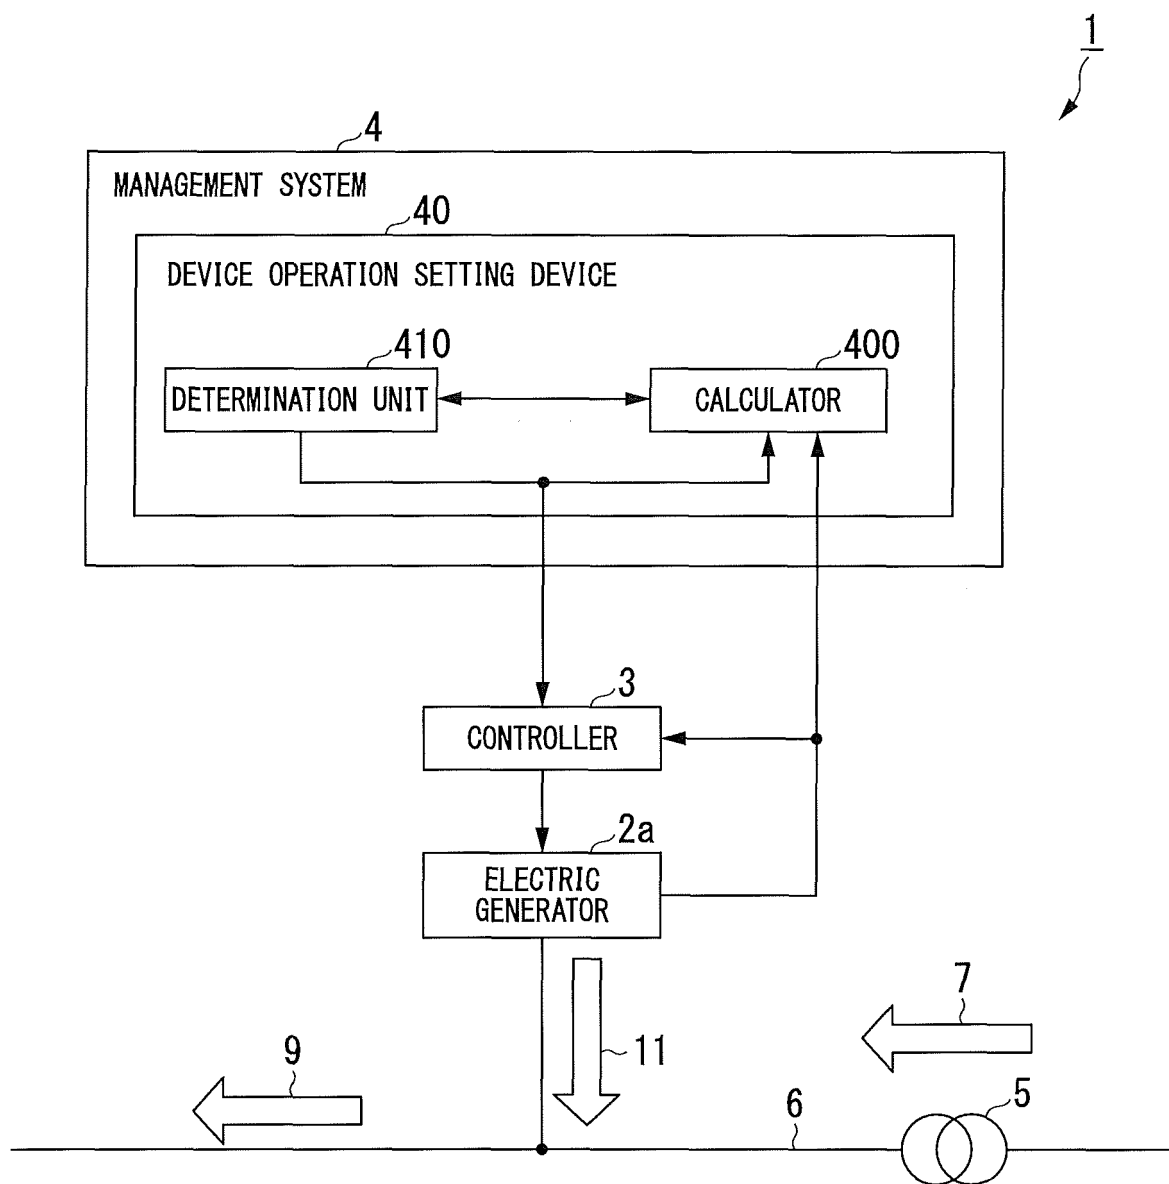 1
4
MANAGEMENT SYSTEM
40
DEVICE OPERATION SETTING DEVICE
410
400
DETERMINATION UNIT
CALCULATOR
3
CONTROLLER
2a
ELECTRIC
GENERATOR
7
11
9
6
5